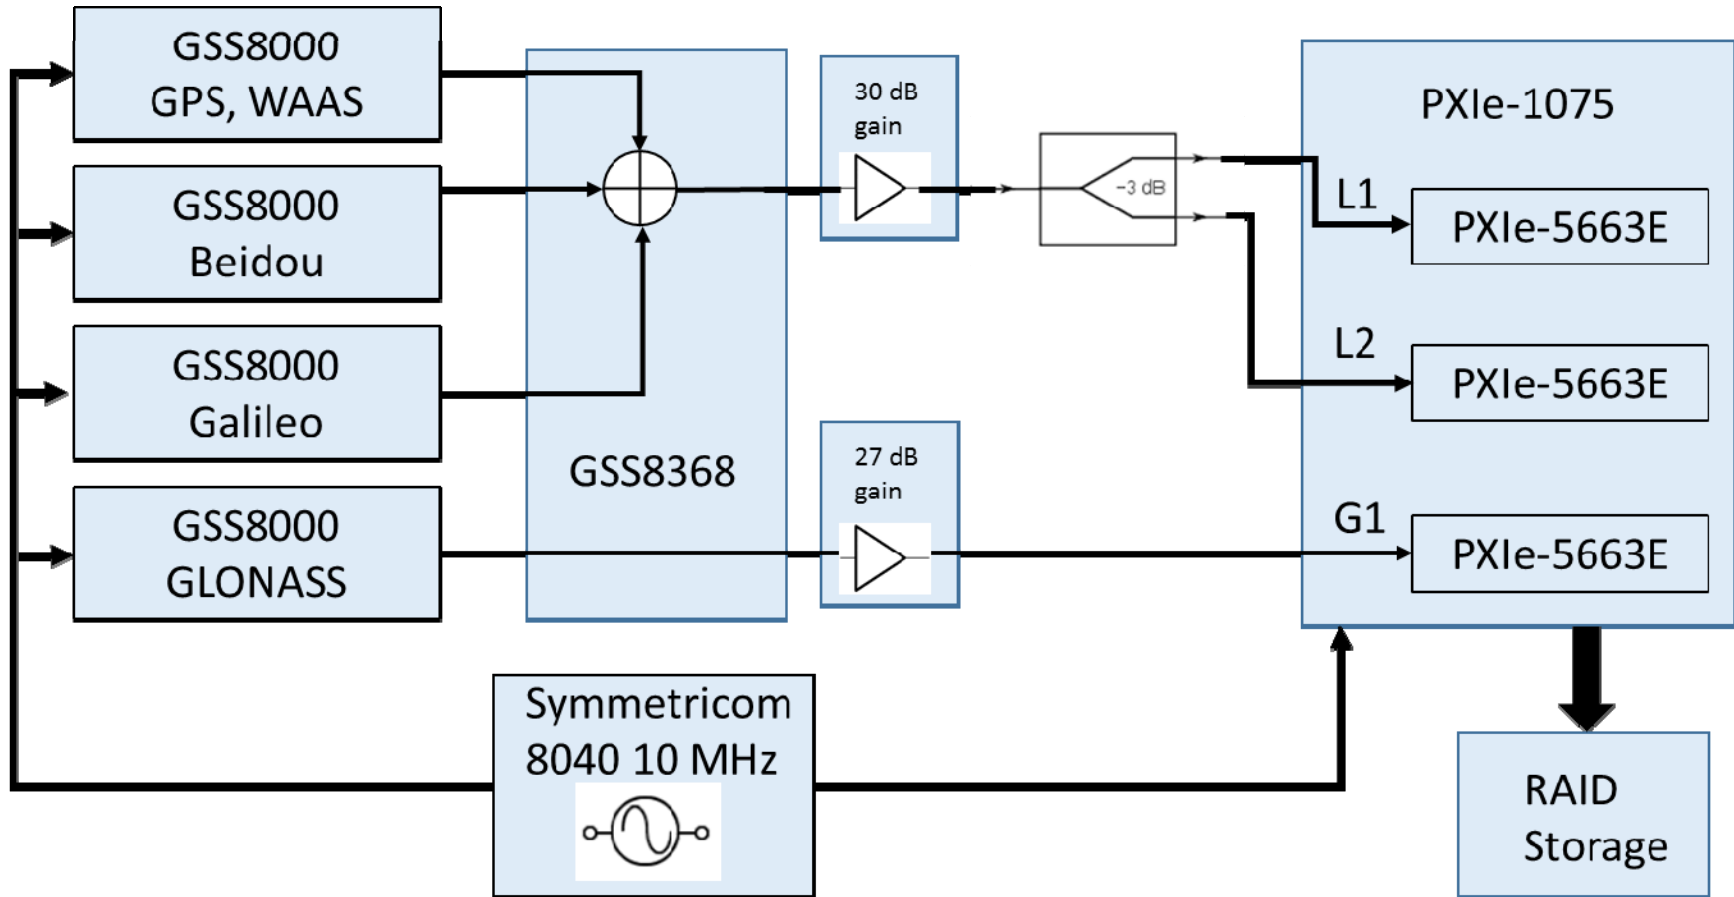 GSS8000
GPS, WAAS
GSS8000
Beidou
GSS8000
Galileo
GSS8000
GLONASS
GSS8368
30 dB
gain
27 dB
gain
-3 dB
PXIe-1075
L1
PXIe-5663E
L2
PXIe-5663E
G1
PXIe-5663E
Symmetricom
8040 10 MHz
RAID
Storage